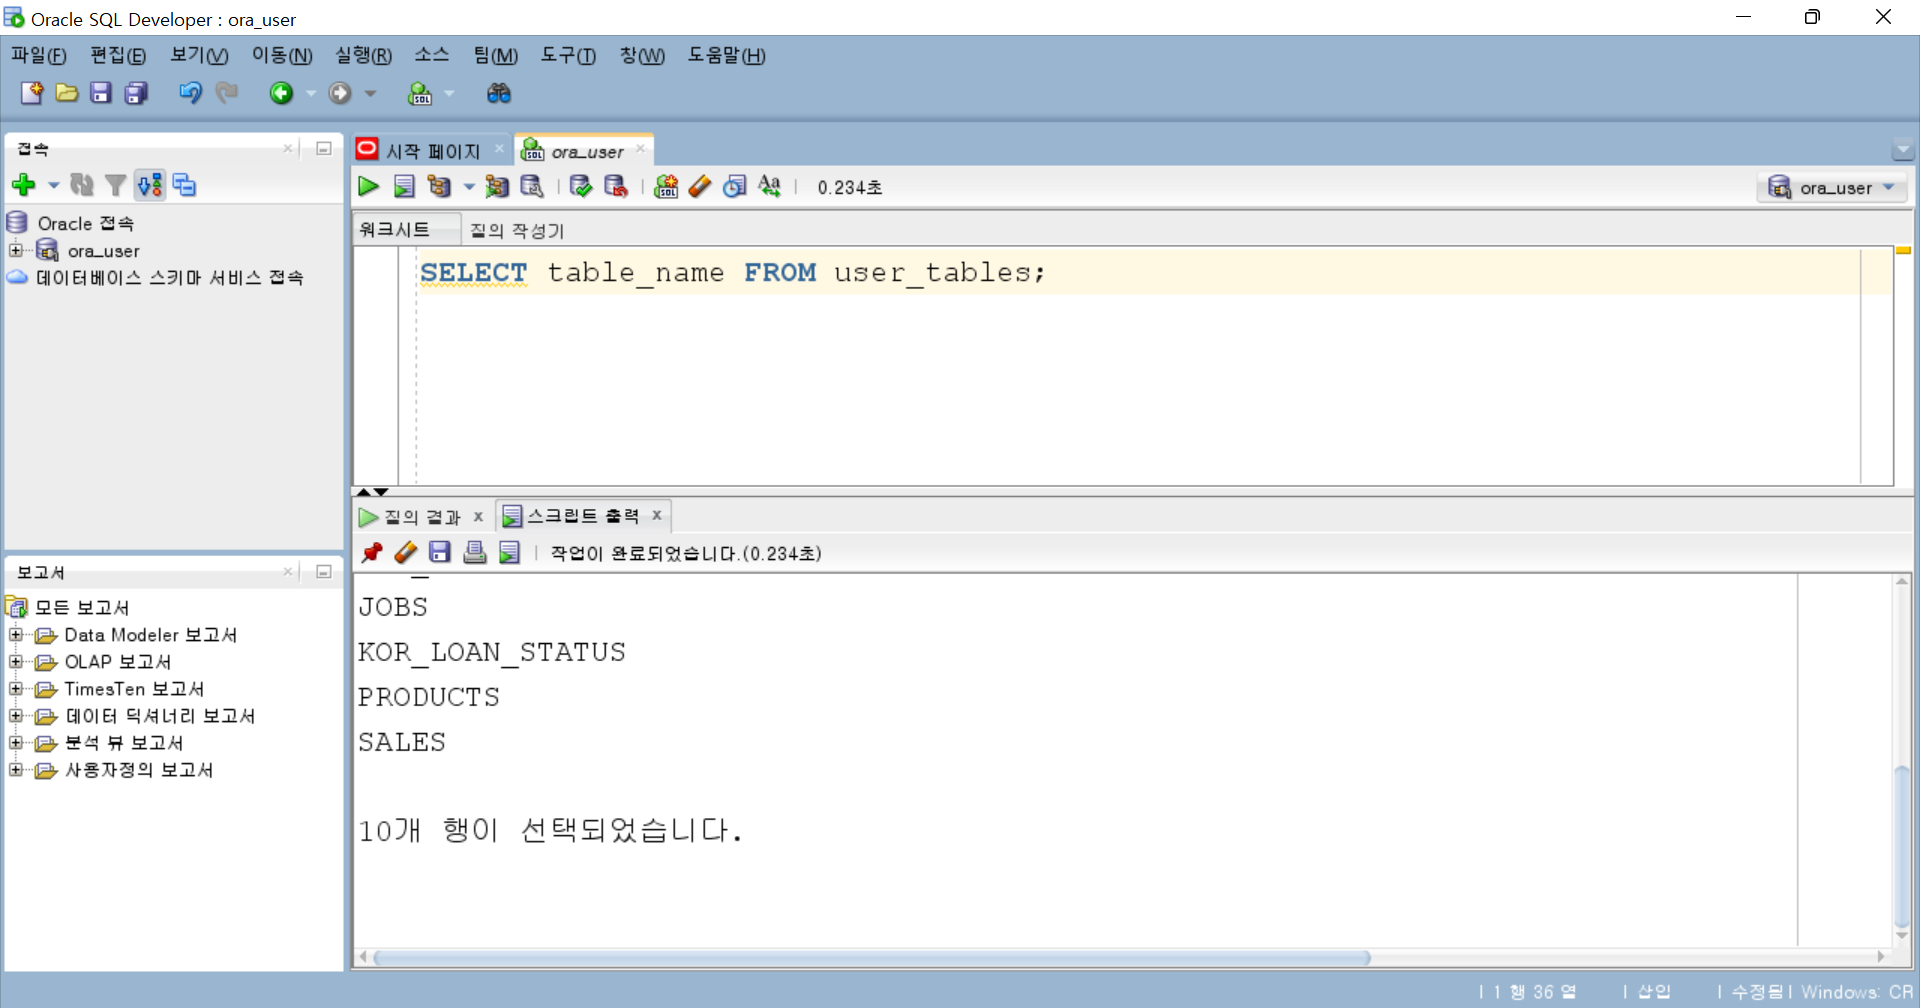 Oracle SQL Developer : ora_user
파일(F) 편집(E) 보기(V) 이동(N) 실행(R) 소스 팀(M) 도구(T) 창(W) 도움말(H)
접속
Oracle 접속
ora_user
데이터베이스 스키마 서비스 접속
보고서
모든 보고서
Data Modeler 보고서
OLAP 보고서
TimesTen 보고서
데이터 딕셔너리 보고서
분석 뷰 보고서
사용자정의 보고서
시작 페이지 ora_user
0.234초 ora_user
워크시트 질의 작성기
SELECT table_name FROM user_tables;
질의 결과 스크립트 출력
작업이 완료되었습니다.(0.234초)
JOBS
KOR_LOAN_STATUS
PRODUCTS
SALES
10개 행이 선택되었습니다.
1 행 36 열 | 삽입 | 수정됨| Windows: CR